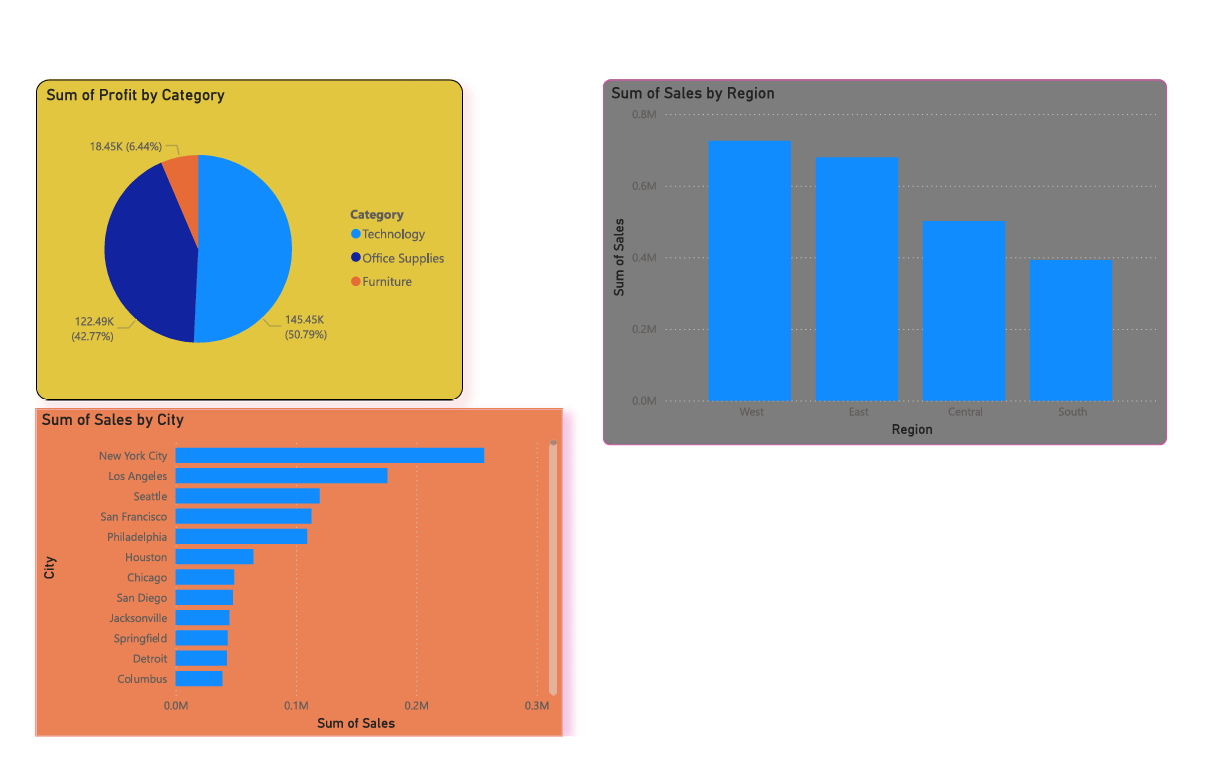 Sum of Profit by Category
18.45K (6.44%)
122.49K
(42.77%)
145.45K
(50.79%)
Category
Technology
Office Supplies
Furniture
Sum of Sales by Region
Sum of Sales
0.8M
0.6M
0.4M
0.2M
0.0M
West East Central South
Region
Sum of Sales by City
City
New York City
Los Angeles
Seattle
San Francisco
Philadelphia
Houston
Chicago
San Diego
Jacksonville
Springfield
Detroit
Columbus
0.0M 0.1M 0.2M 0.3M
Sum of Sales